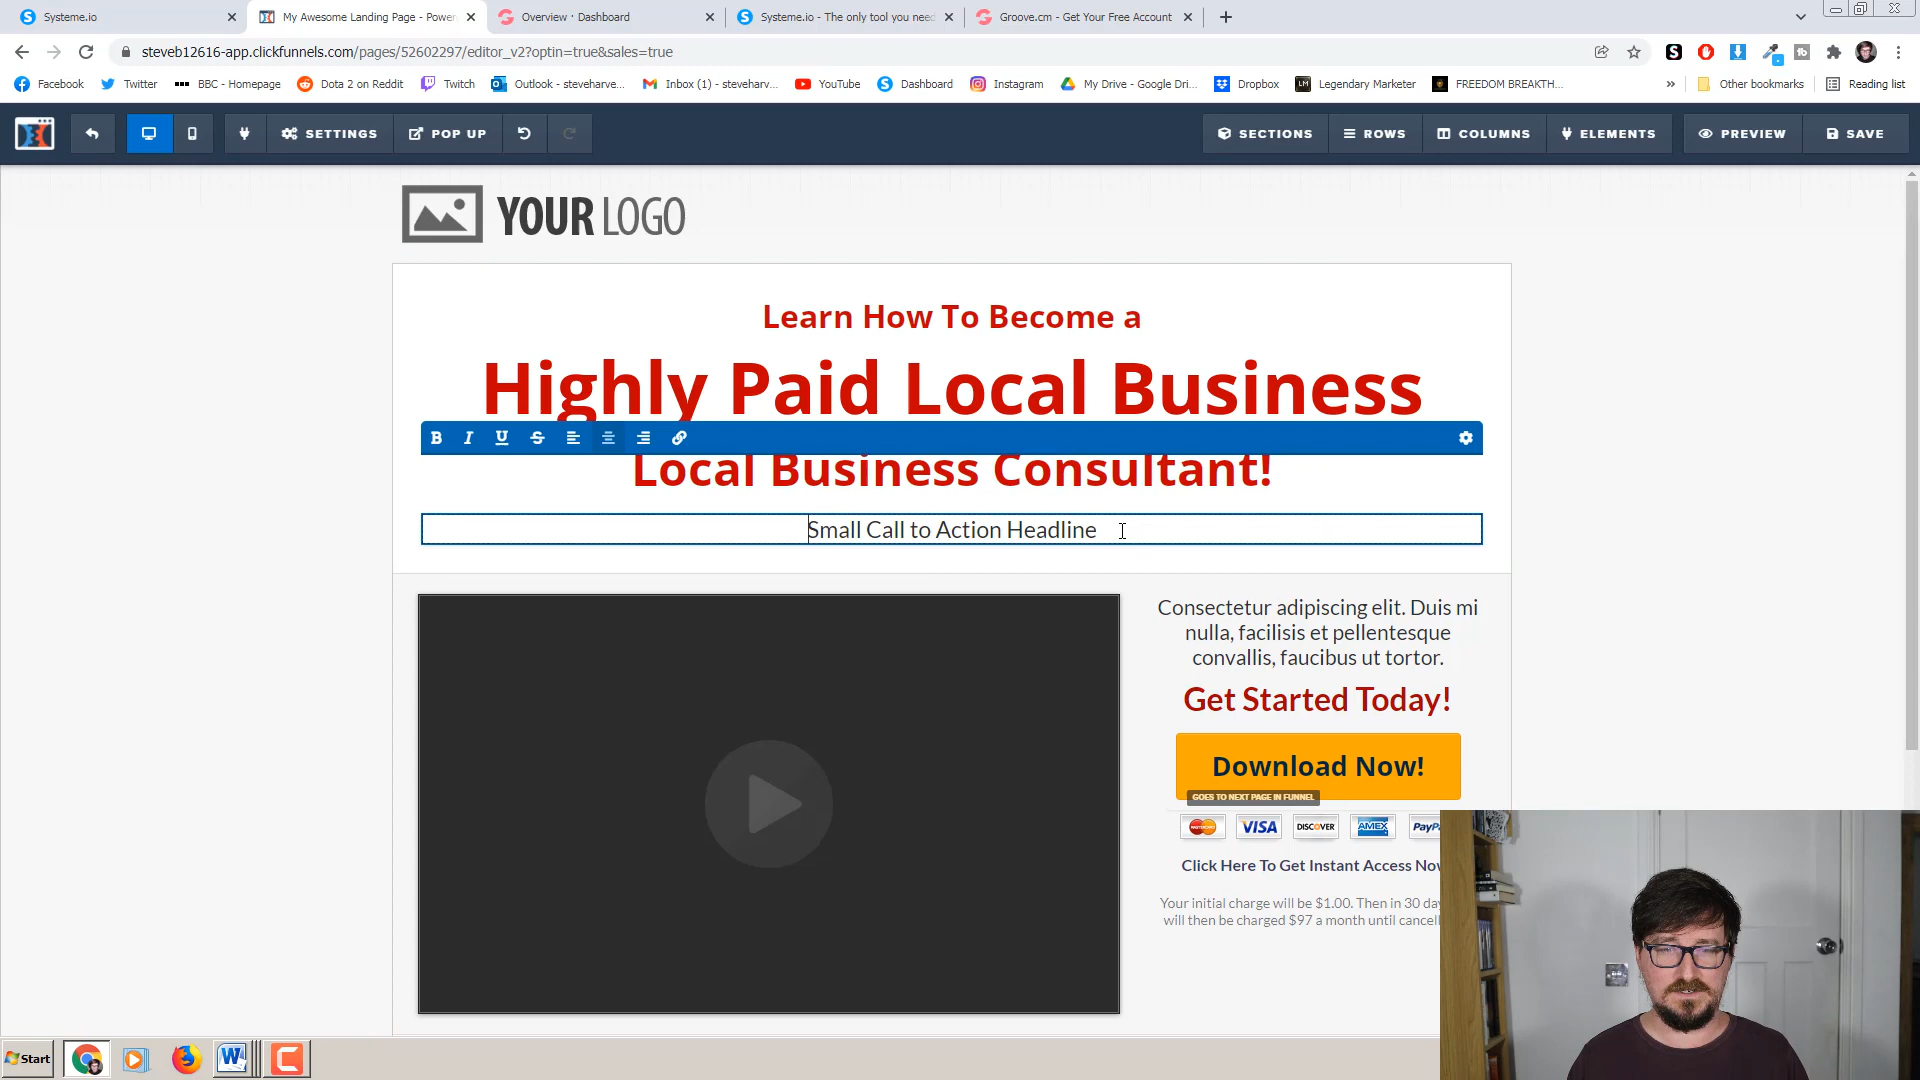 Systeme.io
My Awesome Landing Page - Power
Overview · Dashboard
Systeme.io - The only tool you need
Groove.cm - Get Your Free Account
steveb12616-app.clickfunnels.com/pages/52602297/editor_v2?optin=true&sales=true
Facebook
Twitter
BBC - Homepage
Dota 2 on Reddit
Twitch
Outlook - steveharve...
Inbox (1) - steveharv...
YouTube
Dashboard
Instagram
My Drive - Google Dri...
Dropbox
Legendary Marketer
FREEDOM BREAKTH...
Other bookmarks
Reading list
SETTINGS
POP UP
SECTIONS
ROWS
COLUMNS
ELEMENTS
PREVIEW
SAVE
YOUR LOGO
Learn How To Become a
Highly Paid Local Business
Local Business Consultant!
Small Call to Action Headline
Consectetur adipiscing elit. Duis mi
nulla, facilisis et pellentesque
convallis, faucibus ut tortor.
Get Started Today!
Download Now!
GOES TO NEXT PAGE IN FUNNEL
VISA
DISCOVER
AMEX
PayP
Click Here To Get Instant Access Now
Your initial charge will be $1.00. Then in 30 da
will then be charged $97 a month until cancell
Start